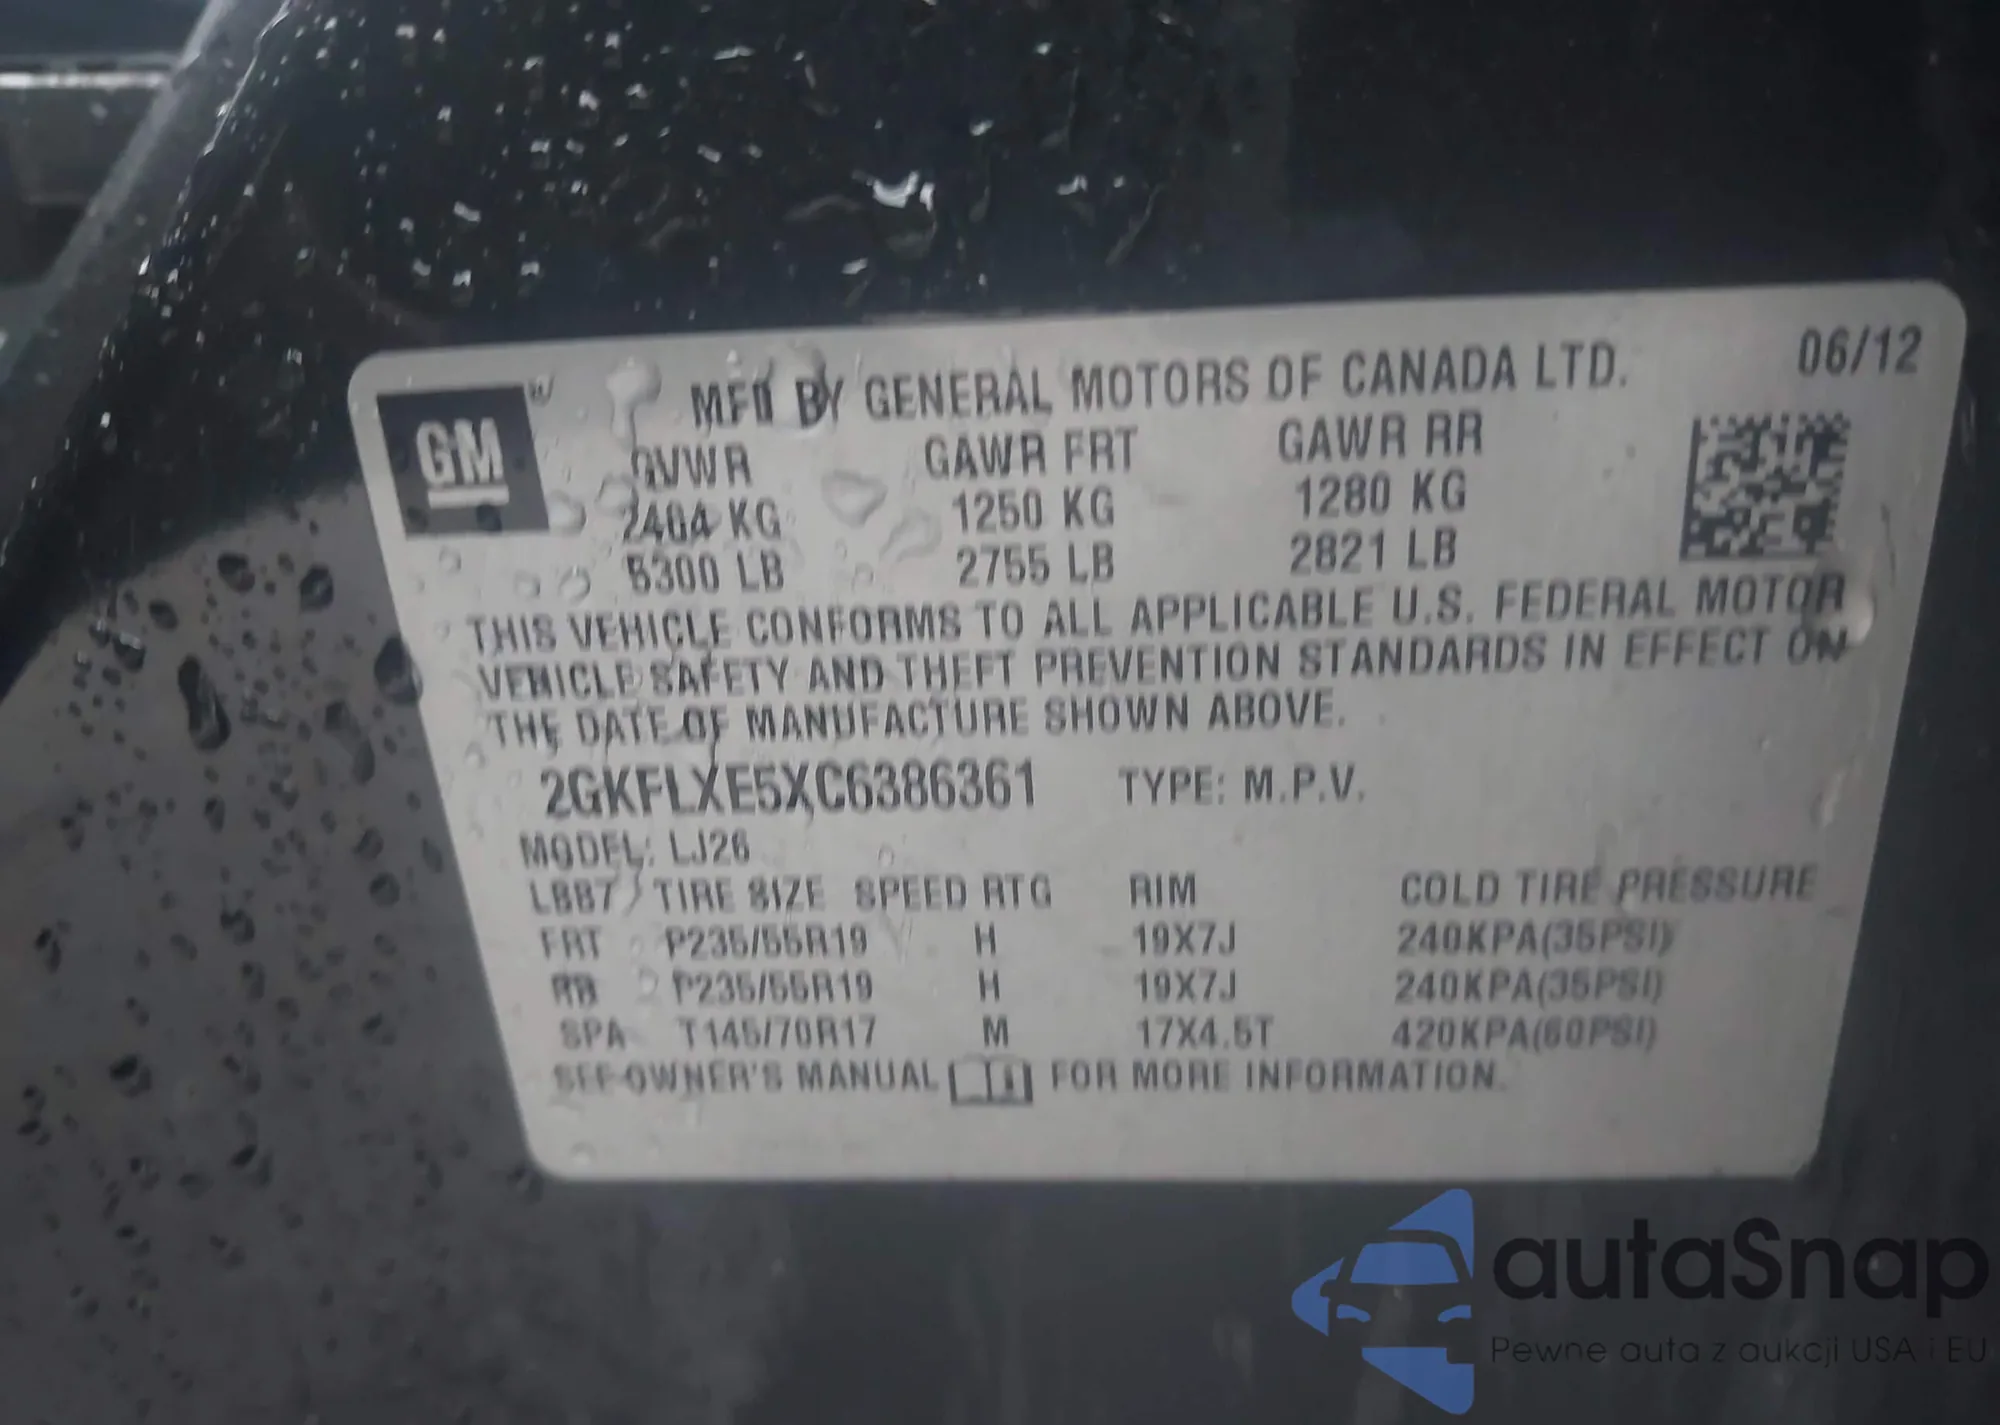 MFD BY GENERAL MOTORS OF CANADA LTD. 06/12
GM
GVWR GAWR FRT GAWR RR
2404 KG 1250 KG 1280 KG
5300 LB 2755 LB 2821 LB
THIS VEHICLE CONFORMS TO ALL APPLICABLE U.S. FEDERAL MOTOR
VEHICLE SAFETY AND THEFT PREVENTION STANDARDS IN EFFECT ON
THE DATE OF MANUFACTURE SHOWN ABOVE.
2GKFLXE5XC6386361 TYPE: M.P.V.
MODEL: LJ26
LBB7 TIRE SIZE SPEED RTG RIM COLD TIRE PRESSURE
FRT P235/55R19 H 19X7J 240KPA(35PSI)
RR P235/55R19 H 19X7J 240KPA(35PSI)
SPA T145/70R17 M 17X4.5T 420KPA(60PSI)
SEE OWNER'S MANUAL FOR MORE INFORMATION.
autaSnap
Pewne auta z aukcji USA i EU